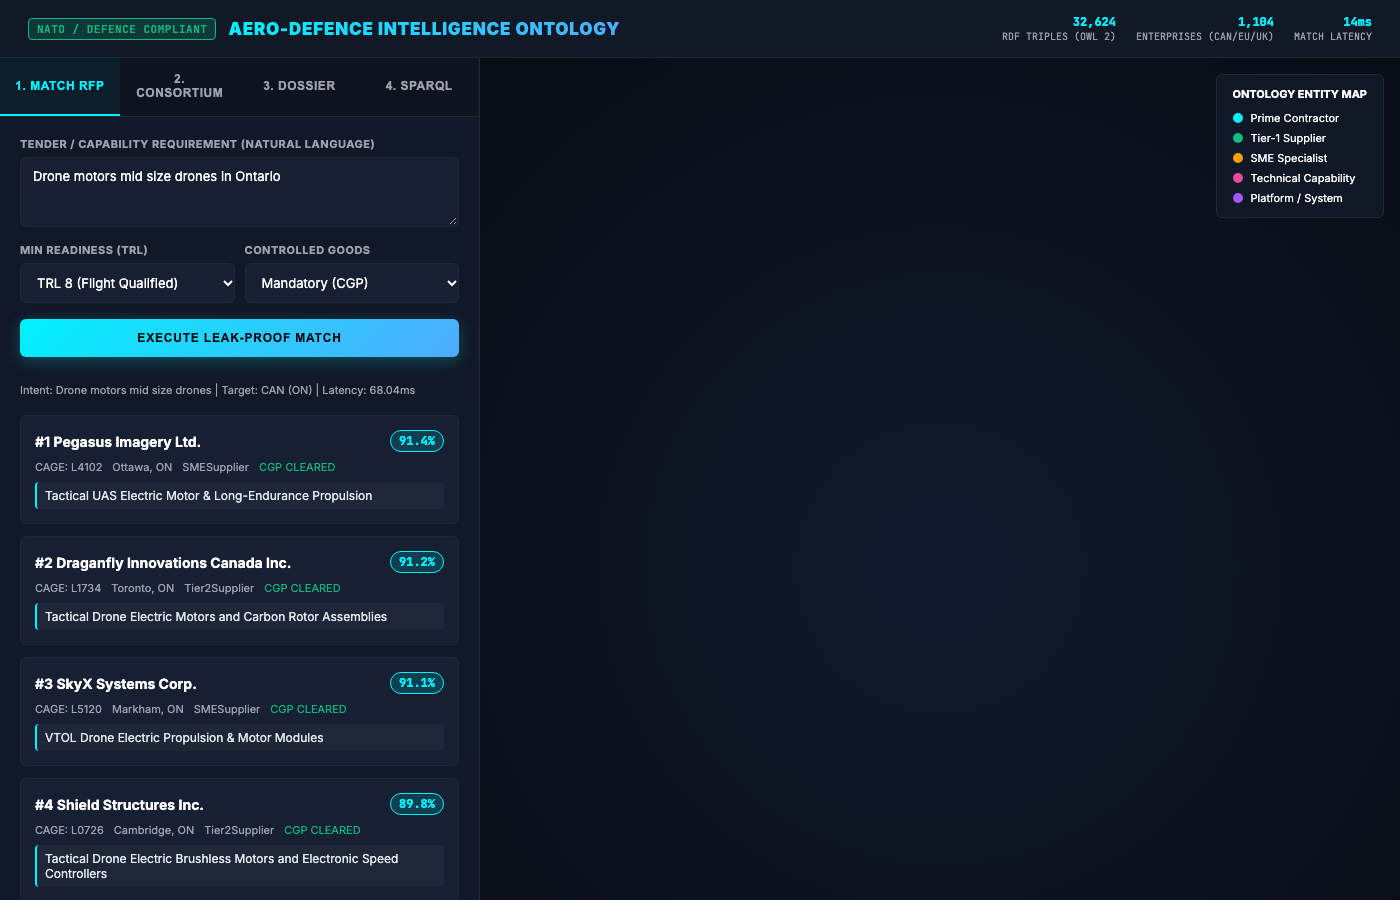 NATO / DEFENCE COMPLIANT
AERO-DEFENCE INTELLIGENCE ONTOLOGY
32,624
RDF TRIPLES (OWL 2)
1,104
ENTERPRISES (CAN/EU/UK)
14ms
MATCH LATENCY
1. MATCH RFP
2. CONSORTIUM
3. DOSSIER
4. SPARQL
TENDER / CAPABILITY REQUIREMENT (NATURAL LANGUAGE)
Drone motors mid size drones in Ontario
MIN READINESS (TRL)
CONTROLLED GOODS
TRL 8 (Flight Qualified)
Mandatory (CGP)
EXECUTE LEAK-PROOF MATCH
Intent: Drone motors mid size drones | Target: CAN (ON) | Latency: 68.04ms
#1 Pegasus Imagery Ltd.
91.4%
CAGE: L4102 Ottawa, ON SMESupplier CGP CLEARED
Tactical UAS Electric Motor & Long-Endurance Propulsion
#2 Draganfly Innovations Canada Inc.
91.2%
CAGE: L1734 Toronto, ON Tier2Supplier CGP CLEARED
Tactical Drone Electric Motors and Carbon Rotor Assemblies
#3 SkyX Systems Corp.
91.1%
CAGE: L5120 Markham, ON SMESupplier CGP CLEARED
VTOL Drone Electric Propulsion & Motor Modules
#4 Shield Structures Inc.
89.8%
CAGE: L0726 Cambridge, ON Tier2Supplier CGP CLEARED
Tactical Drone Electric Brushless Motors and Electronic Speed
Controllers
ONTOLOGY ENTITY MAP
Prime Contractor
Tier-1 Supplier
SME Specialist
Technical Capability
Platform / System